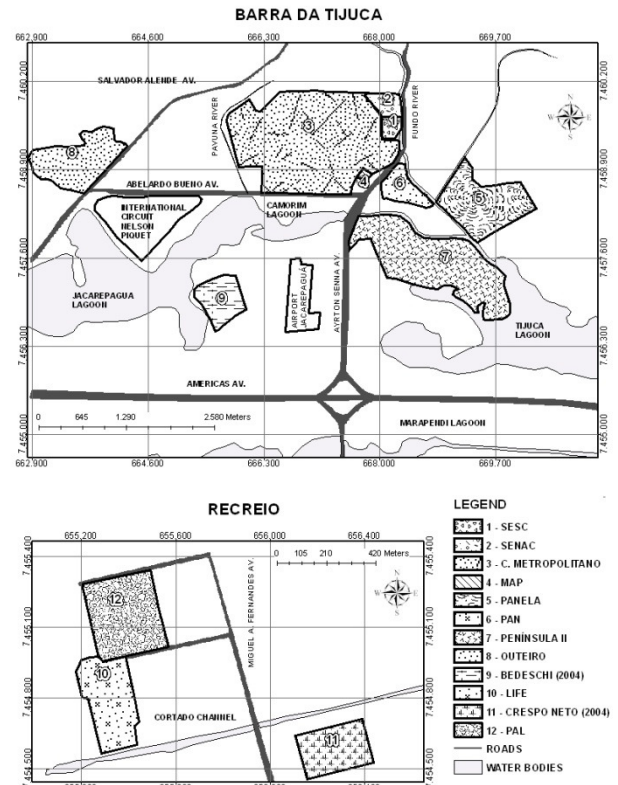 BARRA DA TIJUCA
662,900 664,600 666,300 668,000 669,700
7.460.200 7.460.200
SALVADOR ALENDE AV.
PAVUNA RIVER
FUNDO RIVER
2
1
3
8
7.458.900 7.458.900
4
6
5
ABELARDO BUENO AV.
INTERNATIONAL
CIRCUIT
NELSON
PIQUET
CAMORIM
LAGOON
7
7.457.600 7.457.600
JACAREPAGUA
LAGOON
9
AIRPORT
JACAREPAGUÁ
AYRTON SENNA AV.
TIJUCA
LAGOON
7.456.300 7.456.300
AMERICAS AV.
0 645 1.290 2.580 Meters
MARAPENDI LAGOON
7.455.000 7.455.000
662,900 664,600 666,300 668,000 669,700
RECREIO
655,200 655,600 656,000 656,400
7.455.400 7.455.400
0 105 210 420 Meters
MIGUEL A. FERNANDES AV.
12
7.455.100 7.455.100
10
7.454.800 7.454.800
CORTADO CHANNEL
11
7.454.500 7.454.500
LEGEND
1 - SESC
2 - SENAC
3 - C. METROPOLITANO
4 - MAP
5 - PANELA
6 - PAN
7 - PENÍNSULA II
8 - OUTEIRO
9 - BEDESCHI (2004)
10 - LIFE
11 - CRESPO NETO (2004)
12 - PAL
ROADS
WATER BODIES